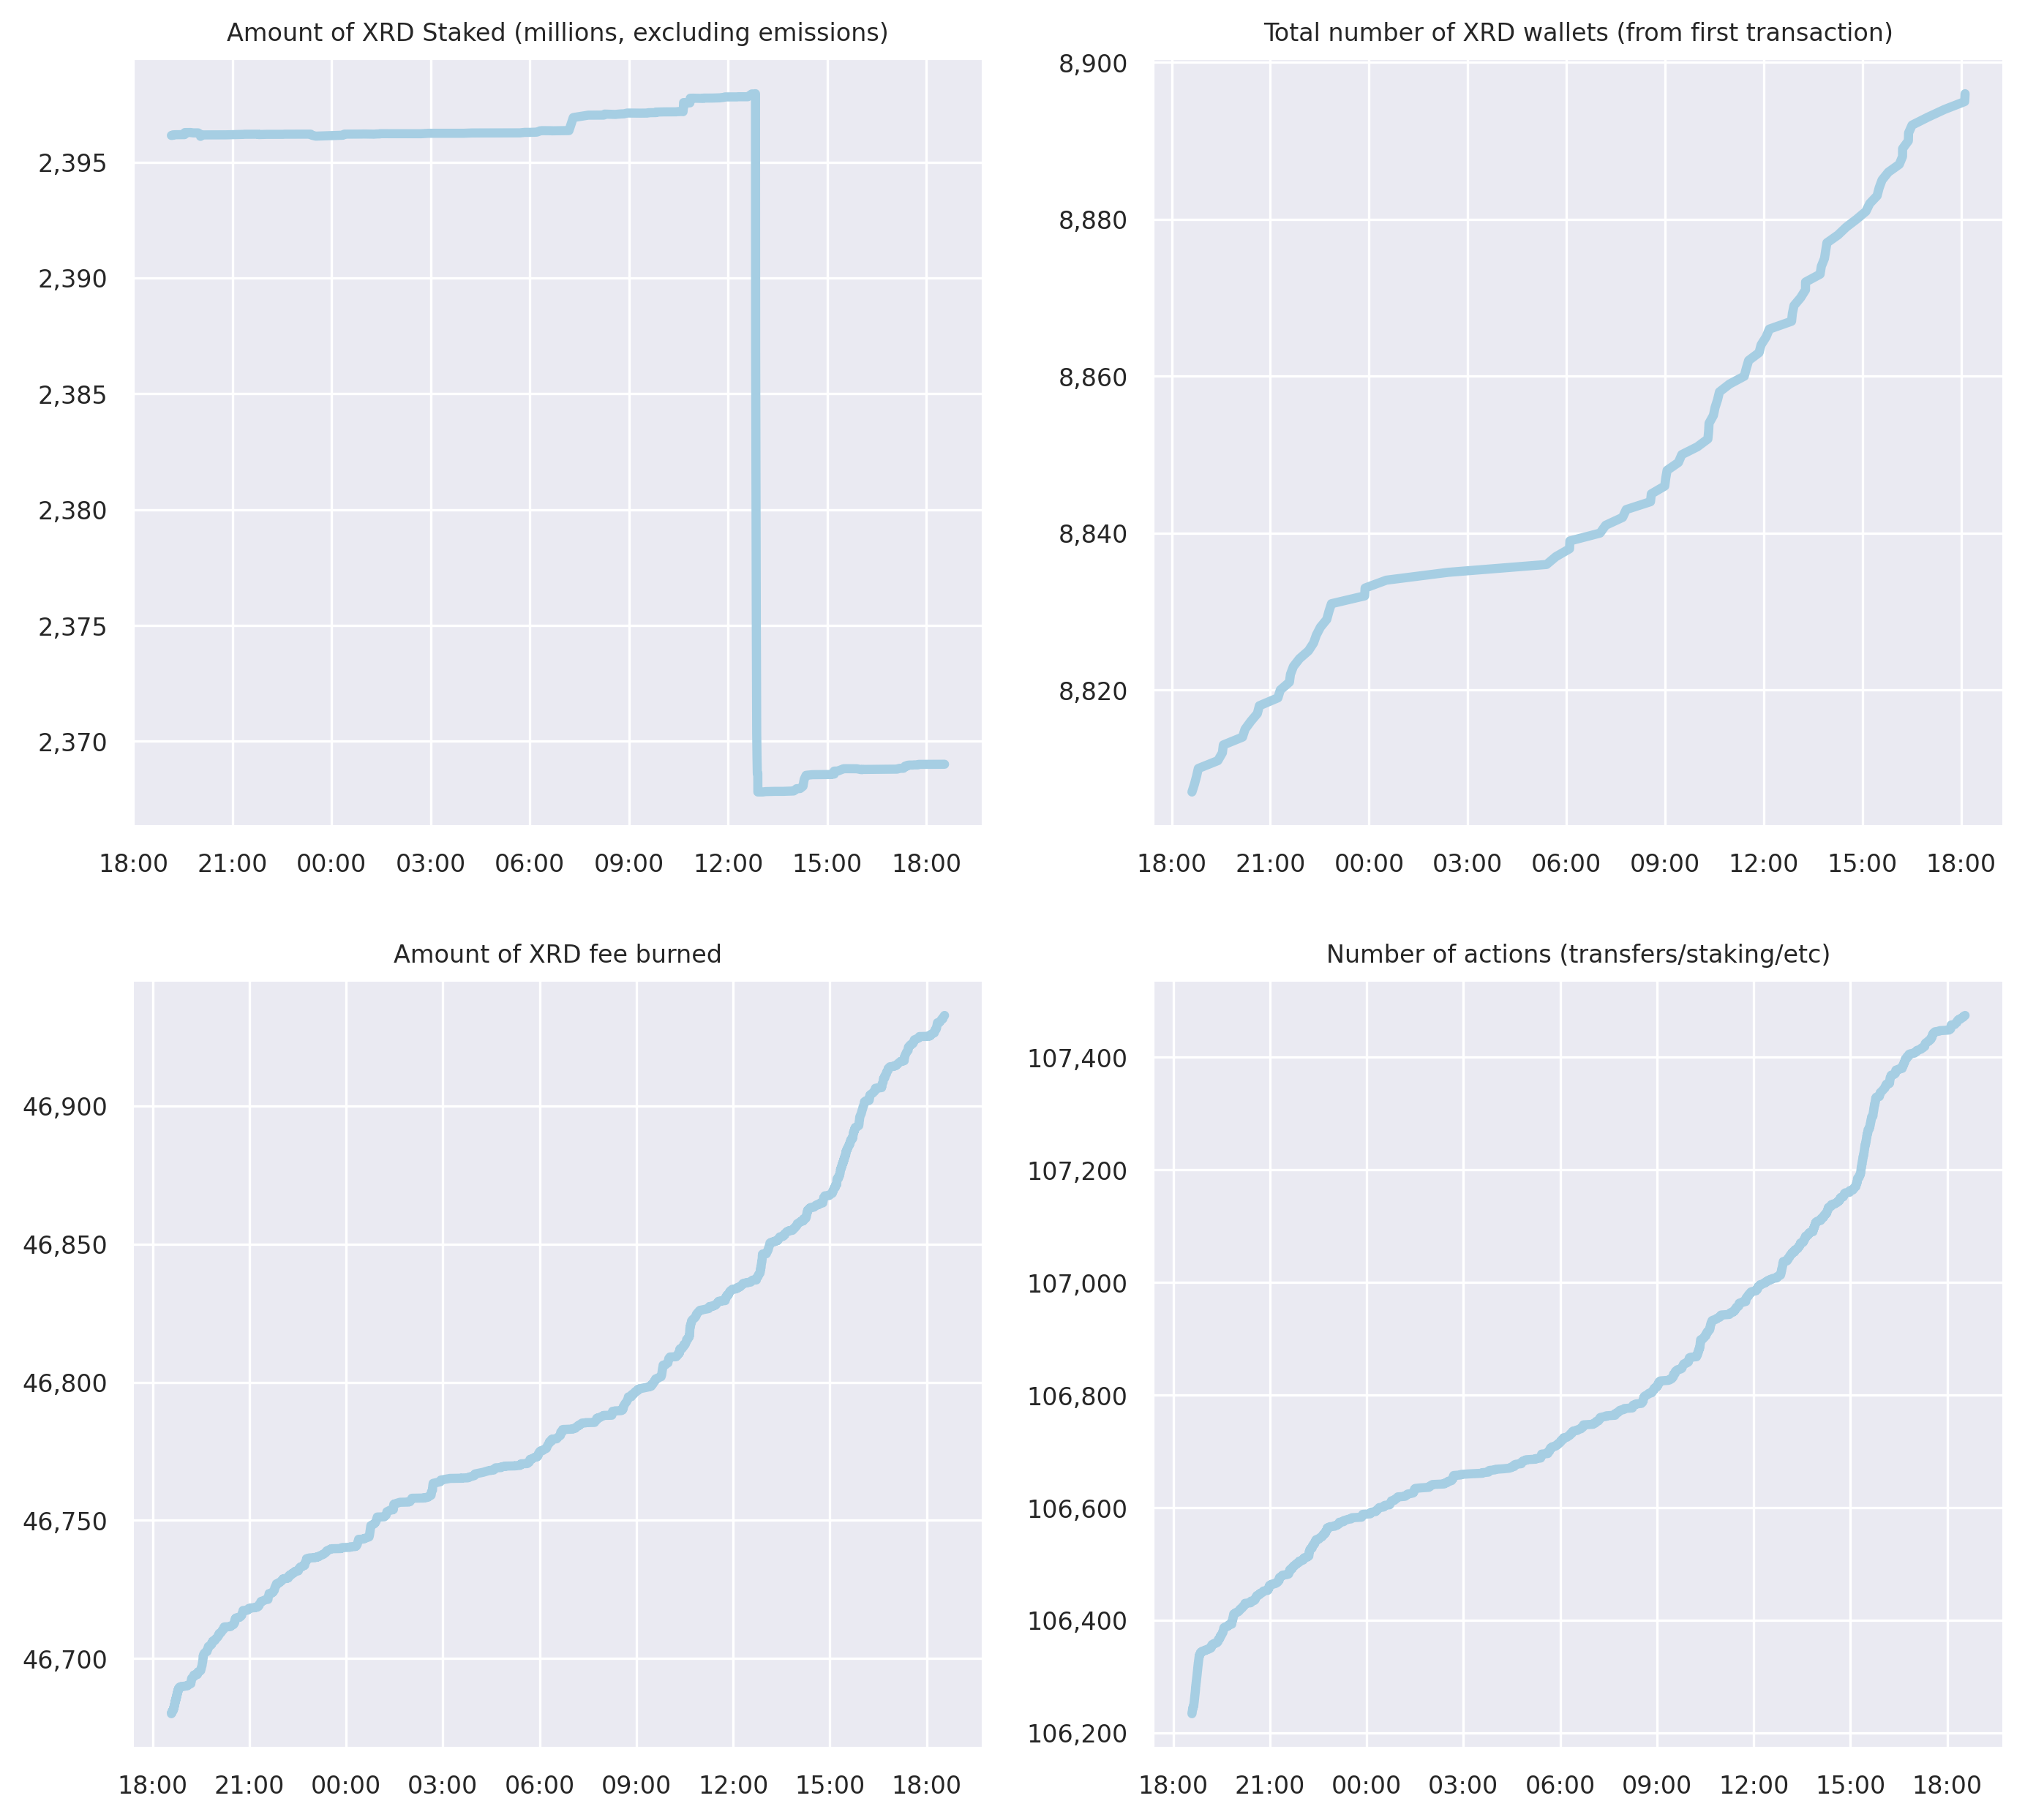 Amount of XRD Staked (millions, excluding emissions)
2,395
2,390
2,385
2,380
2,375
2,370
18:00 21:00 00:00 03:00 06:00 09:00 12:00 15:00 18:00
Total number of XRD wallets (from first transaction)
8,900
8,880
8,860
8,840
8,820
18:00 21:00 00:00 03:00 06:00 09:00 12:00 15:00 18:00
Amount of XRD fee burned
46,900
46,850
46,800
46,750
46,700
18:00 21:00 00:00 03:00 06:00 09:00 12:00 15:00 18:00
Number of actions (transfers/staking/etc)
107,400
107,200
107,000
106,800
106,600
106,400
106,200
18:00 21:00 00:00 03:00 06:00 09:00 12:00 15:00 18:00